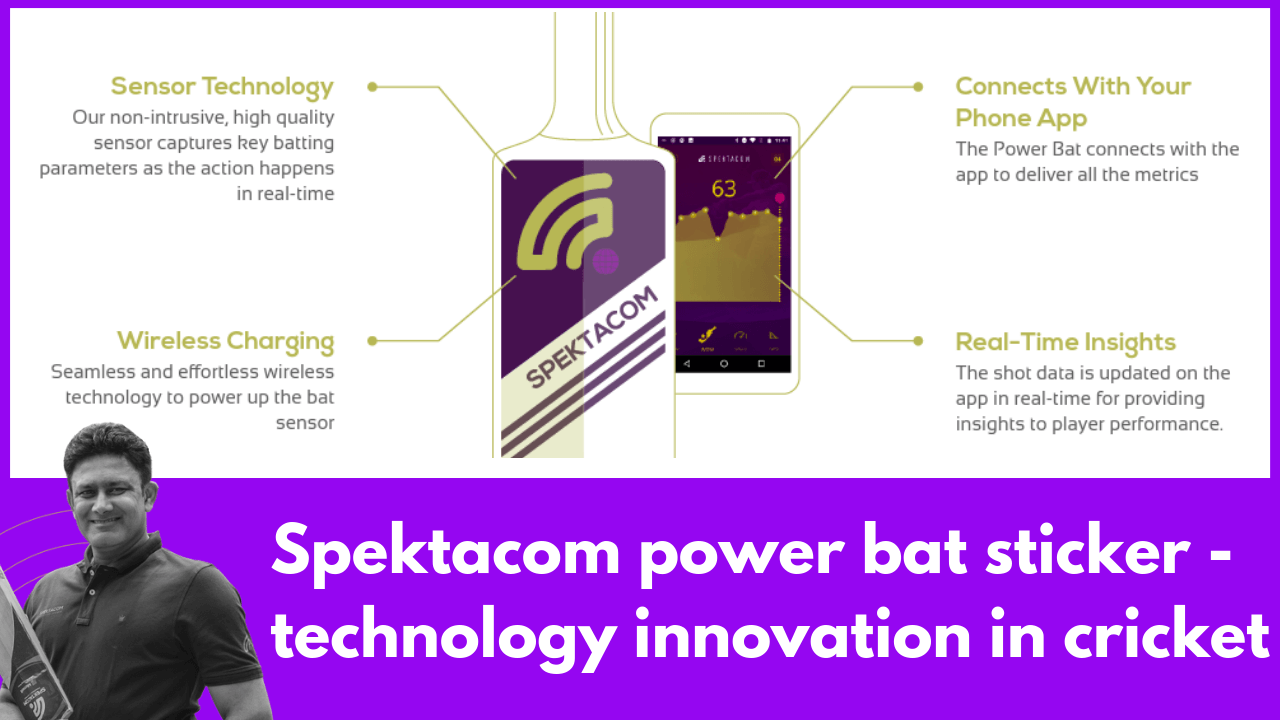 Sensor Technology
Our non-intrusive, high quality
sensor captures key batting
parameters as the action happens
in real-time
Wireless Charging
Seamless and effortless wireless
technology to power up the bat
sensor
SPEKTACOM
SPEKTACOM
63
Connects With Your
Phone App
The Power Bat connects with the
app to deliver all the metrics
Real-Time Insights
The shot data is updated on the
app in real-time for providing
insights to player performance.
Spektacom power bat sticker -
technology innovation in cricket
SPEKTACOM